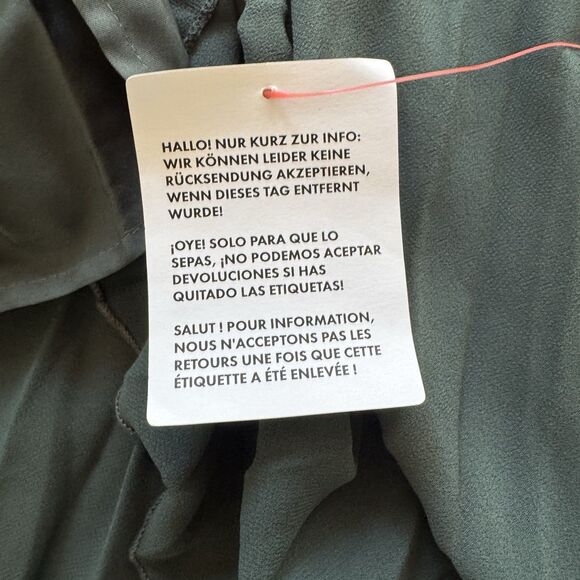 HALLO! NUR KURZ ZUR INFO:
WIR KÖNNEN LEIDER KEINE
RÜCKSENDUNG AKZEPTIEREN,
WENN DIESES TAG ENTFERNT
WURDE!
¡OYE! SOLO PARA QUE LO
SEPAS, ¡NO PODEMOS ACEPTAR
DEVOLUCIONES SI HAS
QUITADO LAS ETIQUETAS!
SALUT ! POUR INFORMATION,
NOUS N'ACCEPTONS PAS LES
RETOURS UNE FOIS QUE CETTE
ÉTIQUETTE A ÉTÉ ENLEVÉE !